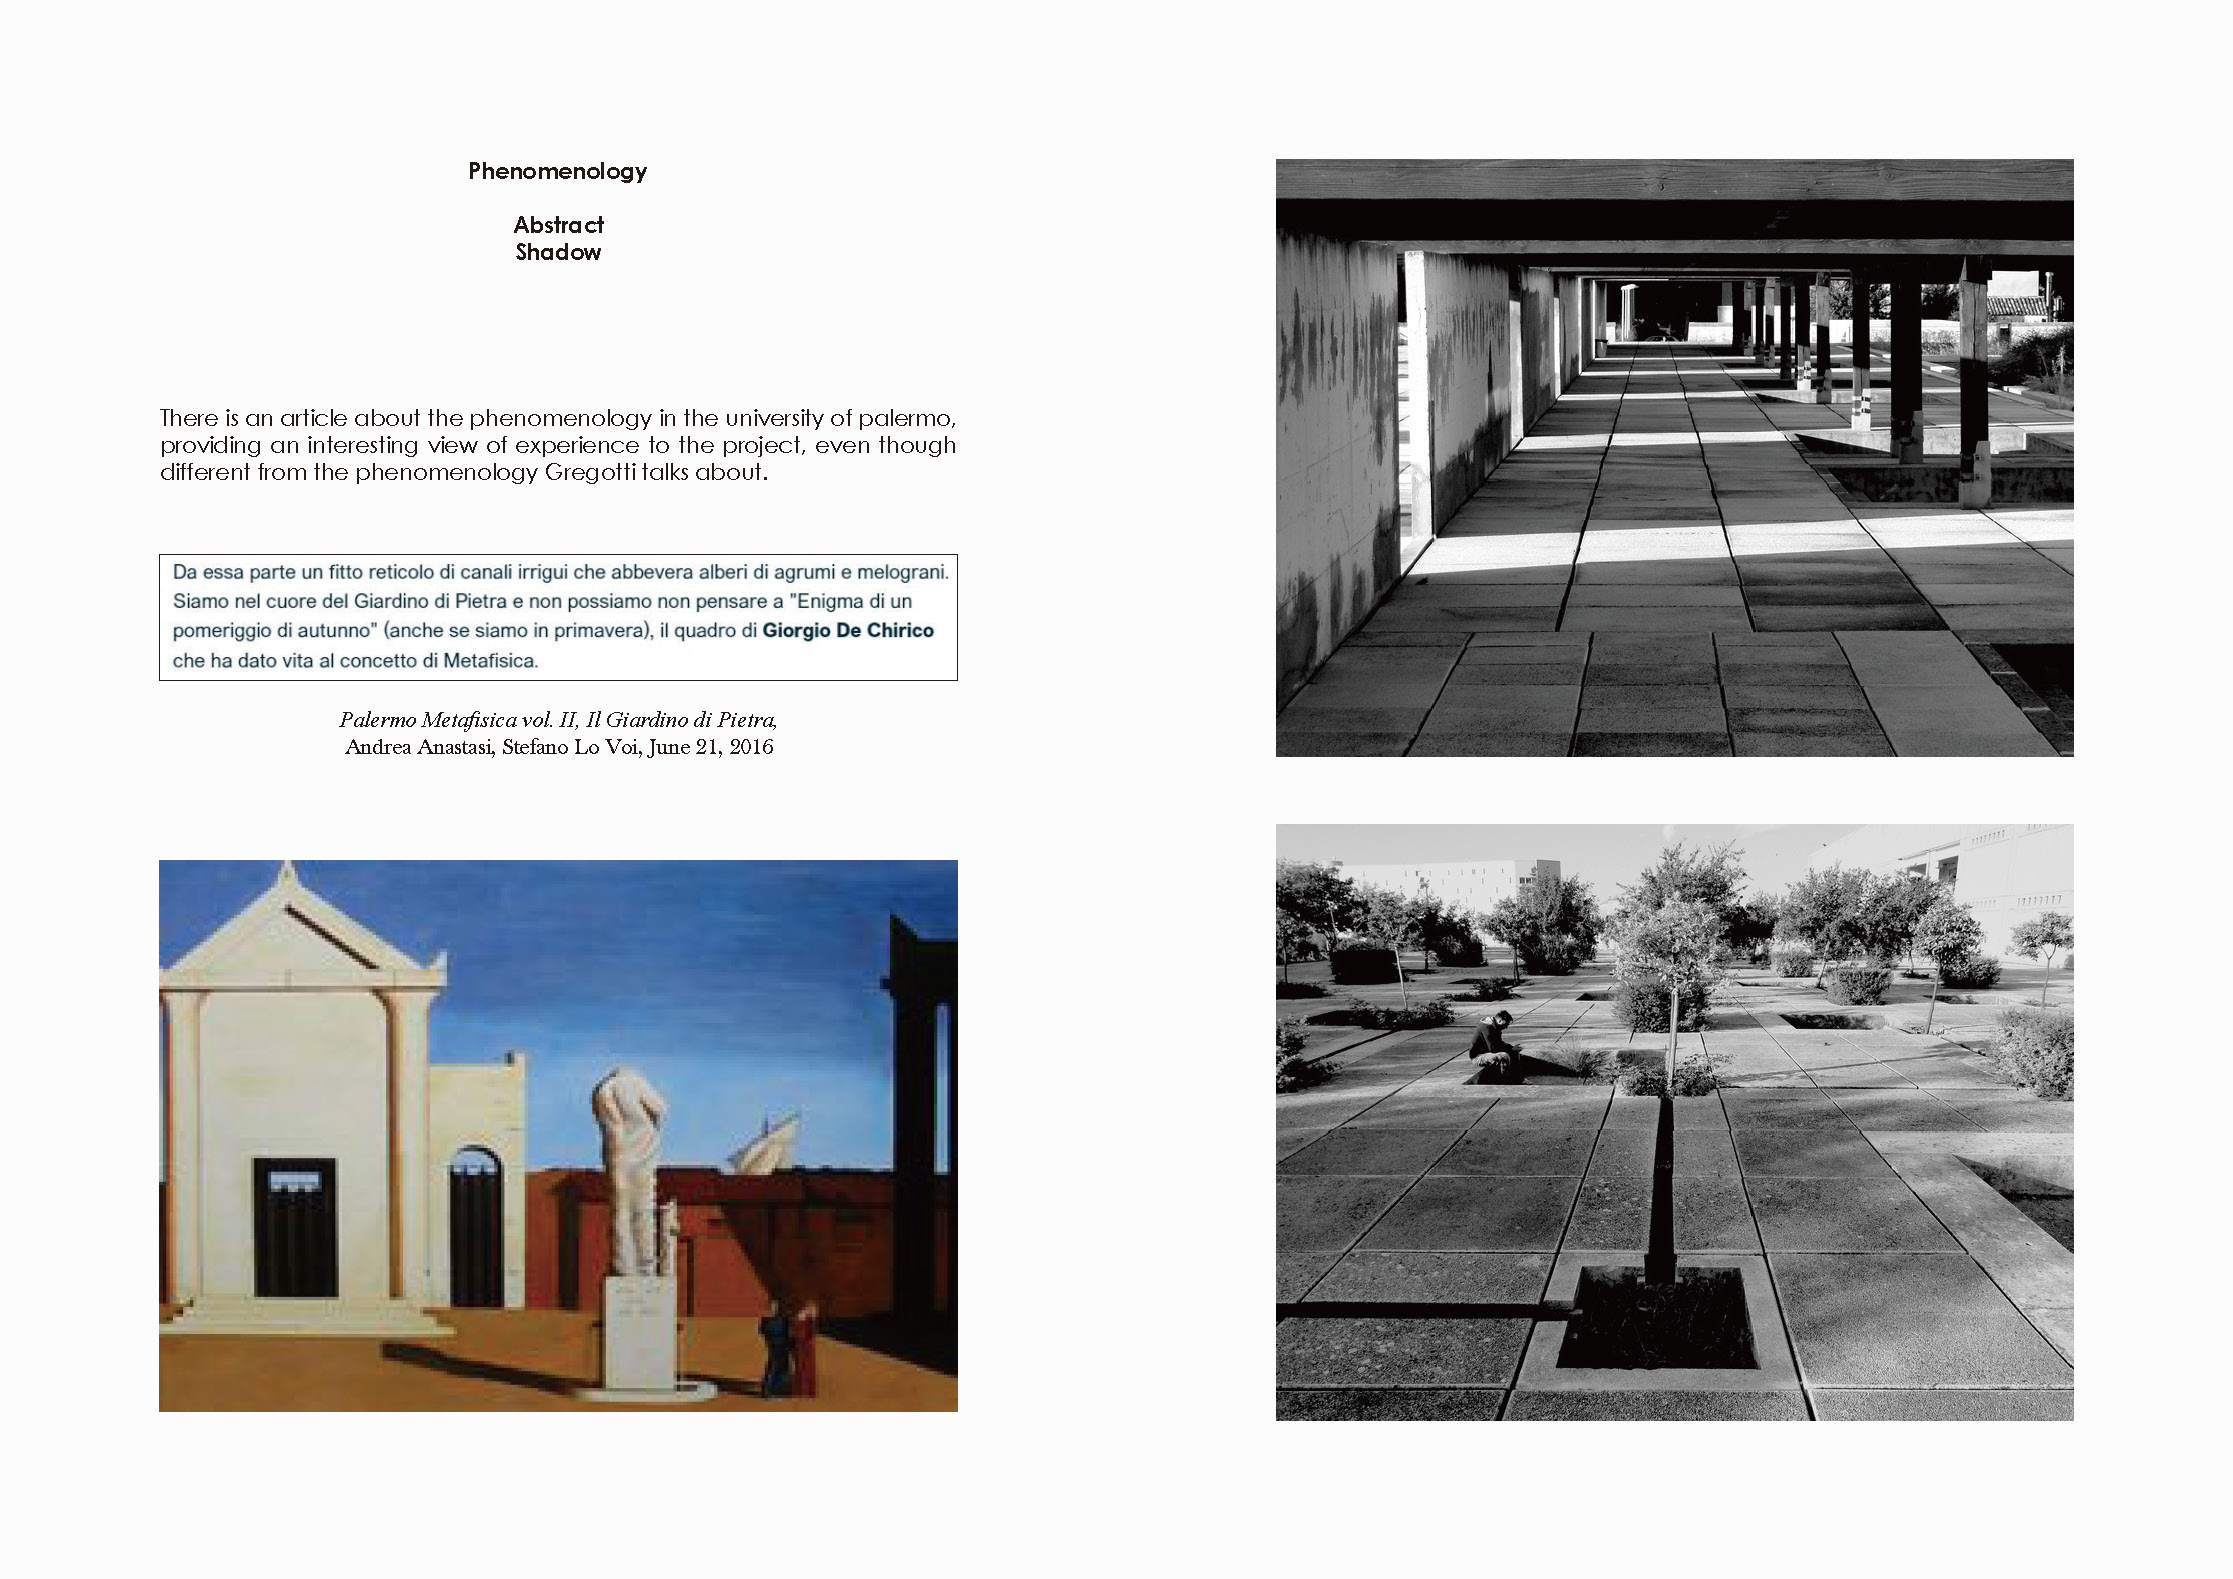 Phenomenology
Abstract
Shadow
There is an article about the phenomenology in the university of palermo,
providing an interesting view of experience to the project, even though
different from the phenomenology Gregotti talks about.
Da essa parte un fitto reticolo di canali irrigui che abbevera alberi di agrumi e melograni.
Siamo nel cuore del Giardino di Pietra e non possiamo non pensare a "Enigma di un
pomeriggio di autunno" (anche se siamo in primavera), il quadro di Giorgio De Chirico
che ha dato vita al concetto di Metafisica.
Palermo Metafisica vol. II, Il Giardino di Pietra,
Andrea Anastasi, Stefano Lo Voi, June 21, 2016